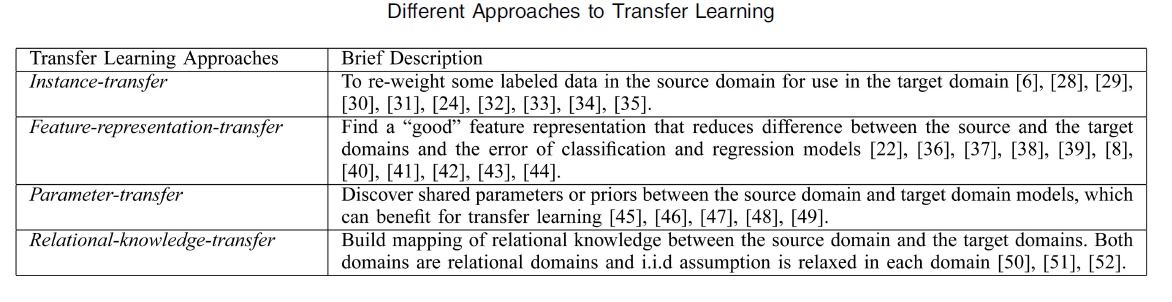 Different Approaches to Transfer Learning
Transfer Learning Approaches Brief Description
Instance-transfer To re-weight some labeled data in the source domain for use in the target domain [6], [28], [29],
[30], [31], [24], [32], [33], [34], [35].
Feature-representation-transfer Find a “good” feature representation that reduces difference between the source and the target
domains and the error of classification and regression models [22], [36], [37], [38], [39], [8],
[40], [41], [42], [43], [44].
Parameter-transfer Discover shared parameters or priors between the source domain and target domain models, which
can benefit for transfer learning [45], [46], [47], [48], [49].
Relational-knowledge-transfer Build mapping of relational knowledge between the source domain and the target domains. Both
domains are relational domains and i.i.d assumption is relaxed in each domain [50], [51], [52].